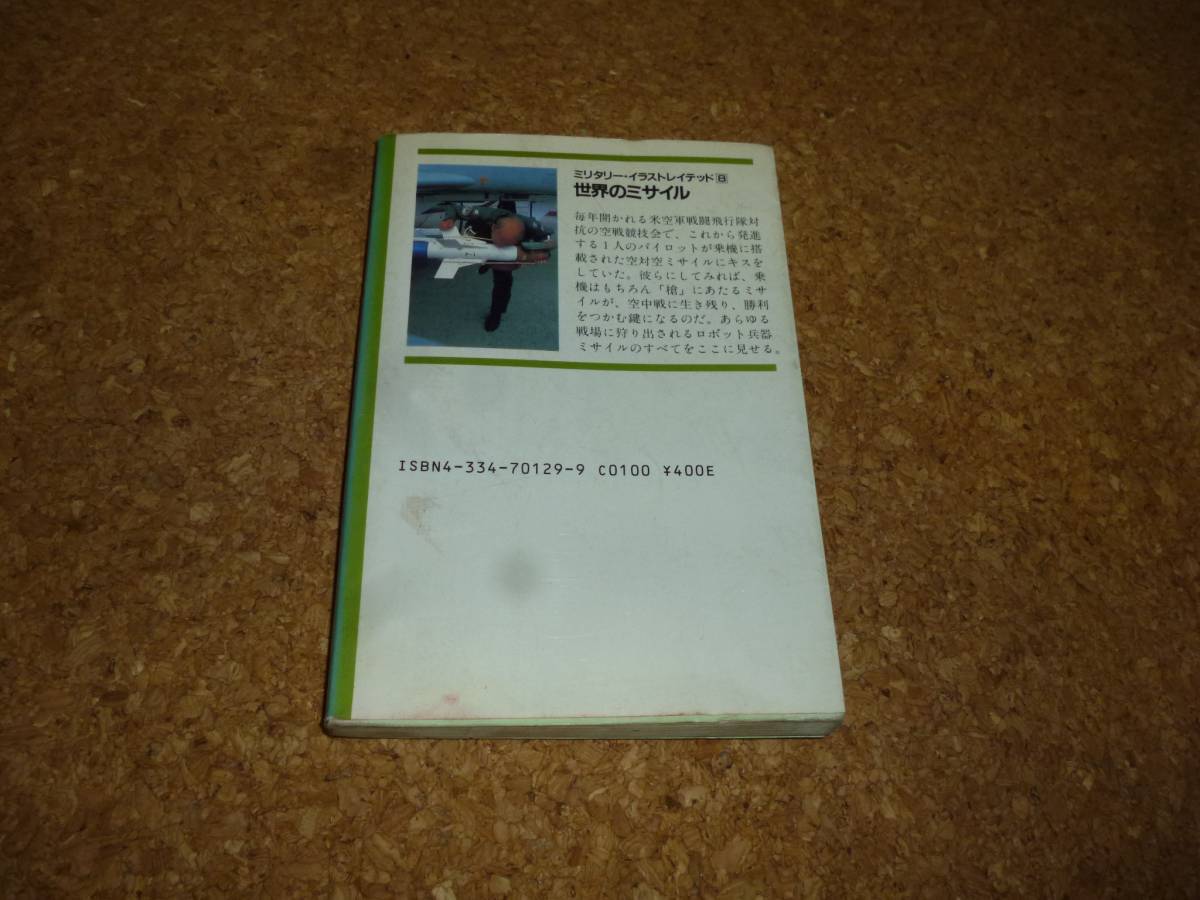 ミリタリー・イラストレイテッド8
世界のミサイル
毎年開かれる米空軍戦闘飛行隊対
抗の空戦競技会で、これから発進
する1人のパイロットが乗機に搭
載された空対空ミサイルにキスを
していた。彼らにしてみれば、乗
機はもちろん「槍」にあたるミサ
イルが、空中戦に生き残り、勝利
をつかむ鍵になるのだ。あらゆる
戦場に狩り出されるロボット兵器
ミサイルのすべてをここに見せる。
ISBN4-334-70129-9 C0100 ¥400E